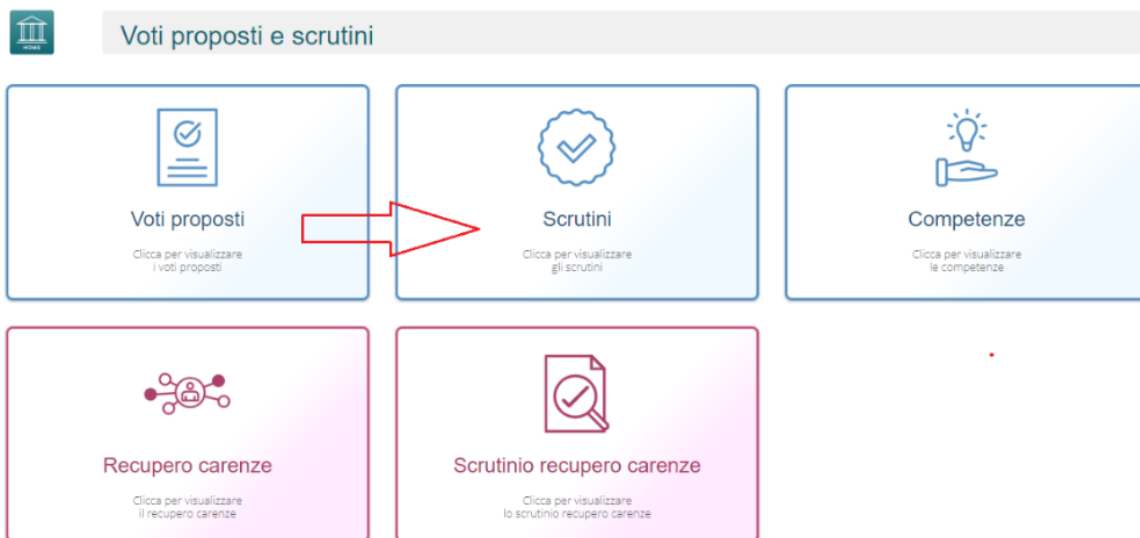 HOME
Voti proposti e scrutini
Voti proposti
Clicca per visualizzare
i voti proposti
Scrutini
Clicca per visualizzare
gli scrutini
Competenze
Clicca per visualizzare
le competenze
Recupero carenze
Clicca per visualizzare
il recupero carenze
Scrutinio recupero carenze
Clicca per visualizzare
lo scrutinio recupero carenze